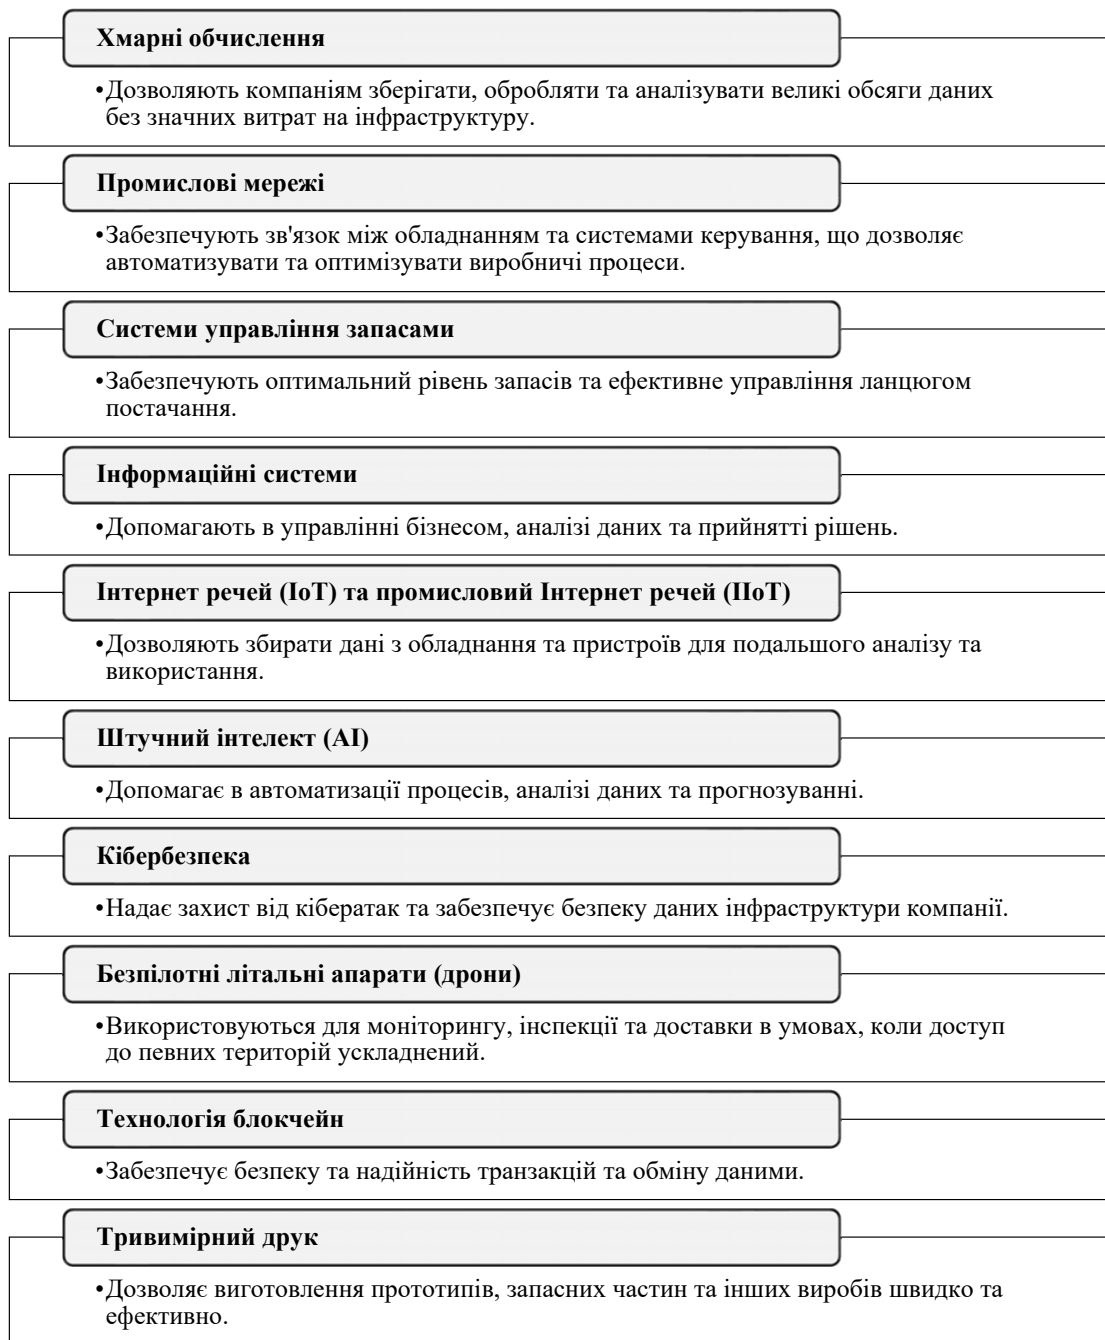 Хмарні обчислення
•Дозволяють компаніям зберігати, обробляти та аналізувати великі обсяги даних
без значних витрат на інфраструктуру.
Промислові мережі
•Забезпечують зв'язок між обладнанням та системами керування, що дозволяє
автоматизувати та оптимізувати виробничі процеси.
Системи управління запасами
•Забезпечують оптимальний рівень запасів та ефективне управління ланцюгом
постачання.
Інформаційні системи
•Допомагають в управлінні бізнесом, аналізі даних та прийнятті рішень.
Інтернет речей (IoT) та промисловий Інтернет речей (IIoT)
•Дозволяють збирати дані з обладнання та пристроїв для подальшого аналізу та
використання.
Штучний інтелект (AI)
•Допомагає в автоматизації процесів, аналізі даних та прогнозуванні.
Кібербезпека
•Надає захист від кібератак та забезпечує безпеку даних інфраструктури компанії.
Безпілотні літальні апарати (дрони)
•Використовуються для моніторингу, інспекції та доставки в умовах, коли доступ
до певних територій ускладнений.
Технологія блокчейн
•Забезпечує безпеку та надійність транзакцій та обміну даними.
Тривимірний друк
•Дозволяє виготовлення прототипів, запасних частин та інших виробів швидко та
ефективно.